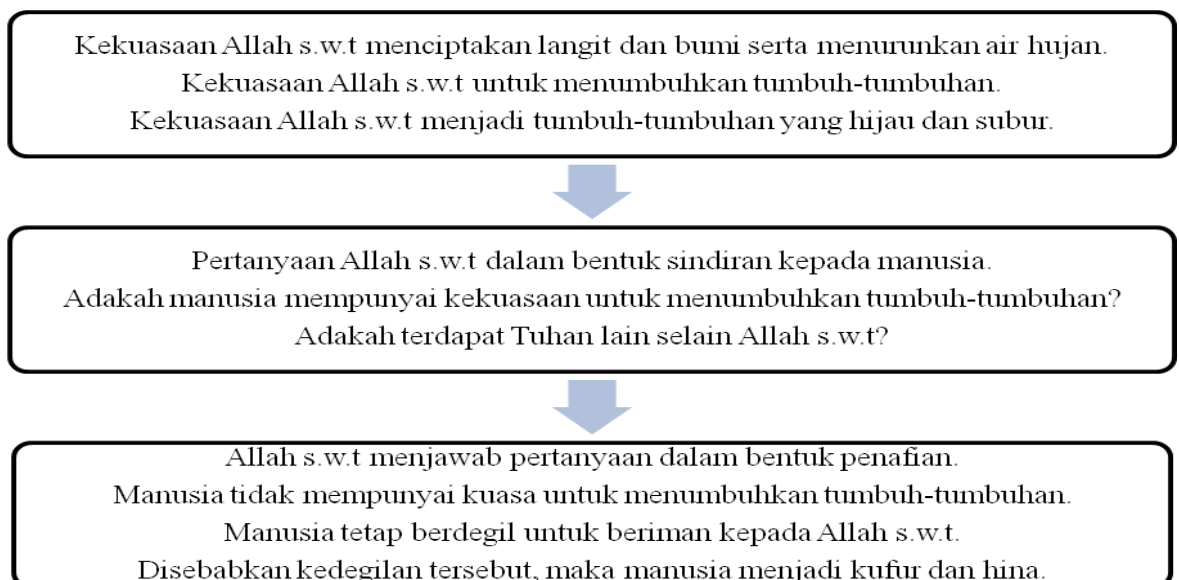 Kekuasaan Allah s.w.t menciptakan langit dan bumi serta menurunkan air hujan.
Kekuasaan Allah s.w.t untuk menumbuhkan tumbuh-tumbuhan.
Kekuasaan Allah s.w.t menjadi tumbuh-tumbuhan yang hijau dan subur.
Pertanyaan Allah s.w.t dalam bentuk sindiran kepada manusia.
Adakah manusia mempunyai kekuasaan untuk menumbuhkan tumbuh-tumbuhan?
Adakah terdapat Tuhan lain selain Allah s.w.t?
Allah s.w.t menjawab pertanyaan dalam bentuk penafian.
Manusia tidak mempunyai kuasa untuk menumbuhkan tumbuh-tumbuhan.
Manusia tetap berdegil untuk beriman kepada Allah s.w.t.
Disebabkan kedegilan tersebut, maka manusia menjadi kufur dan hina.